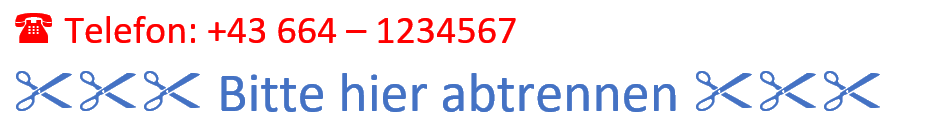 ☎ Telefon: +43 664 – 1234567
✂✂✂ Bitte hier abtrennen ✂✂✂